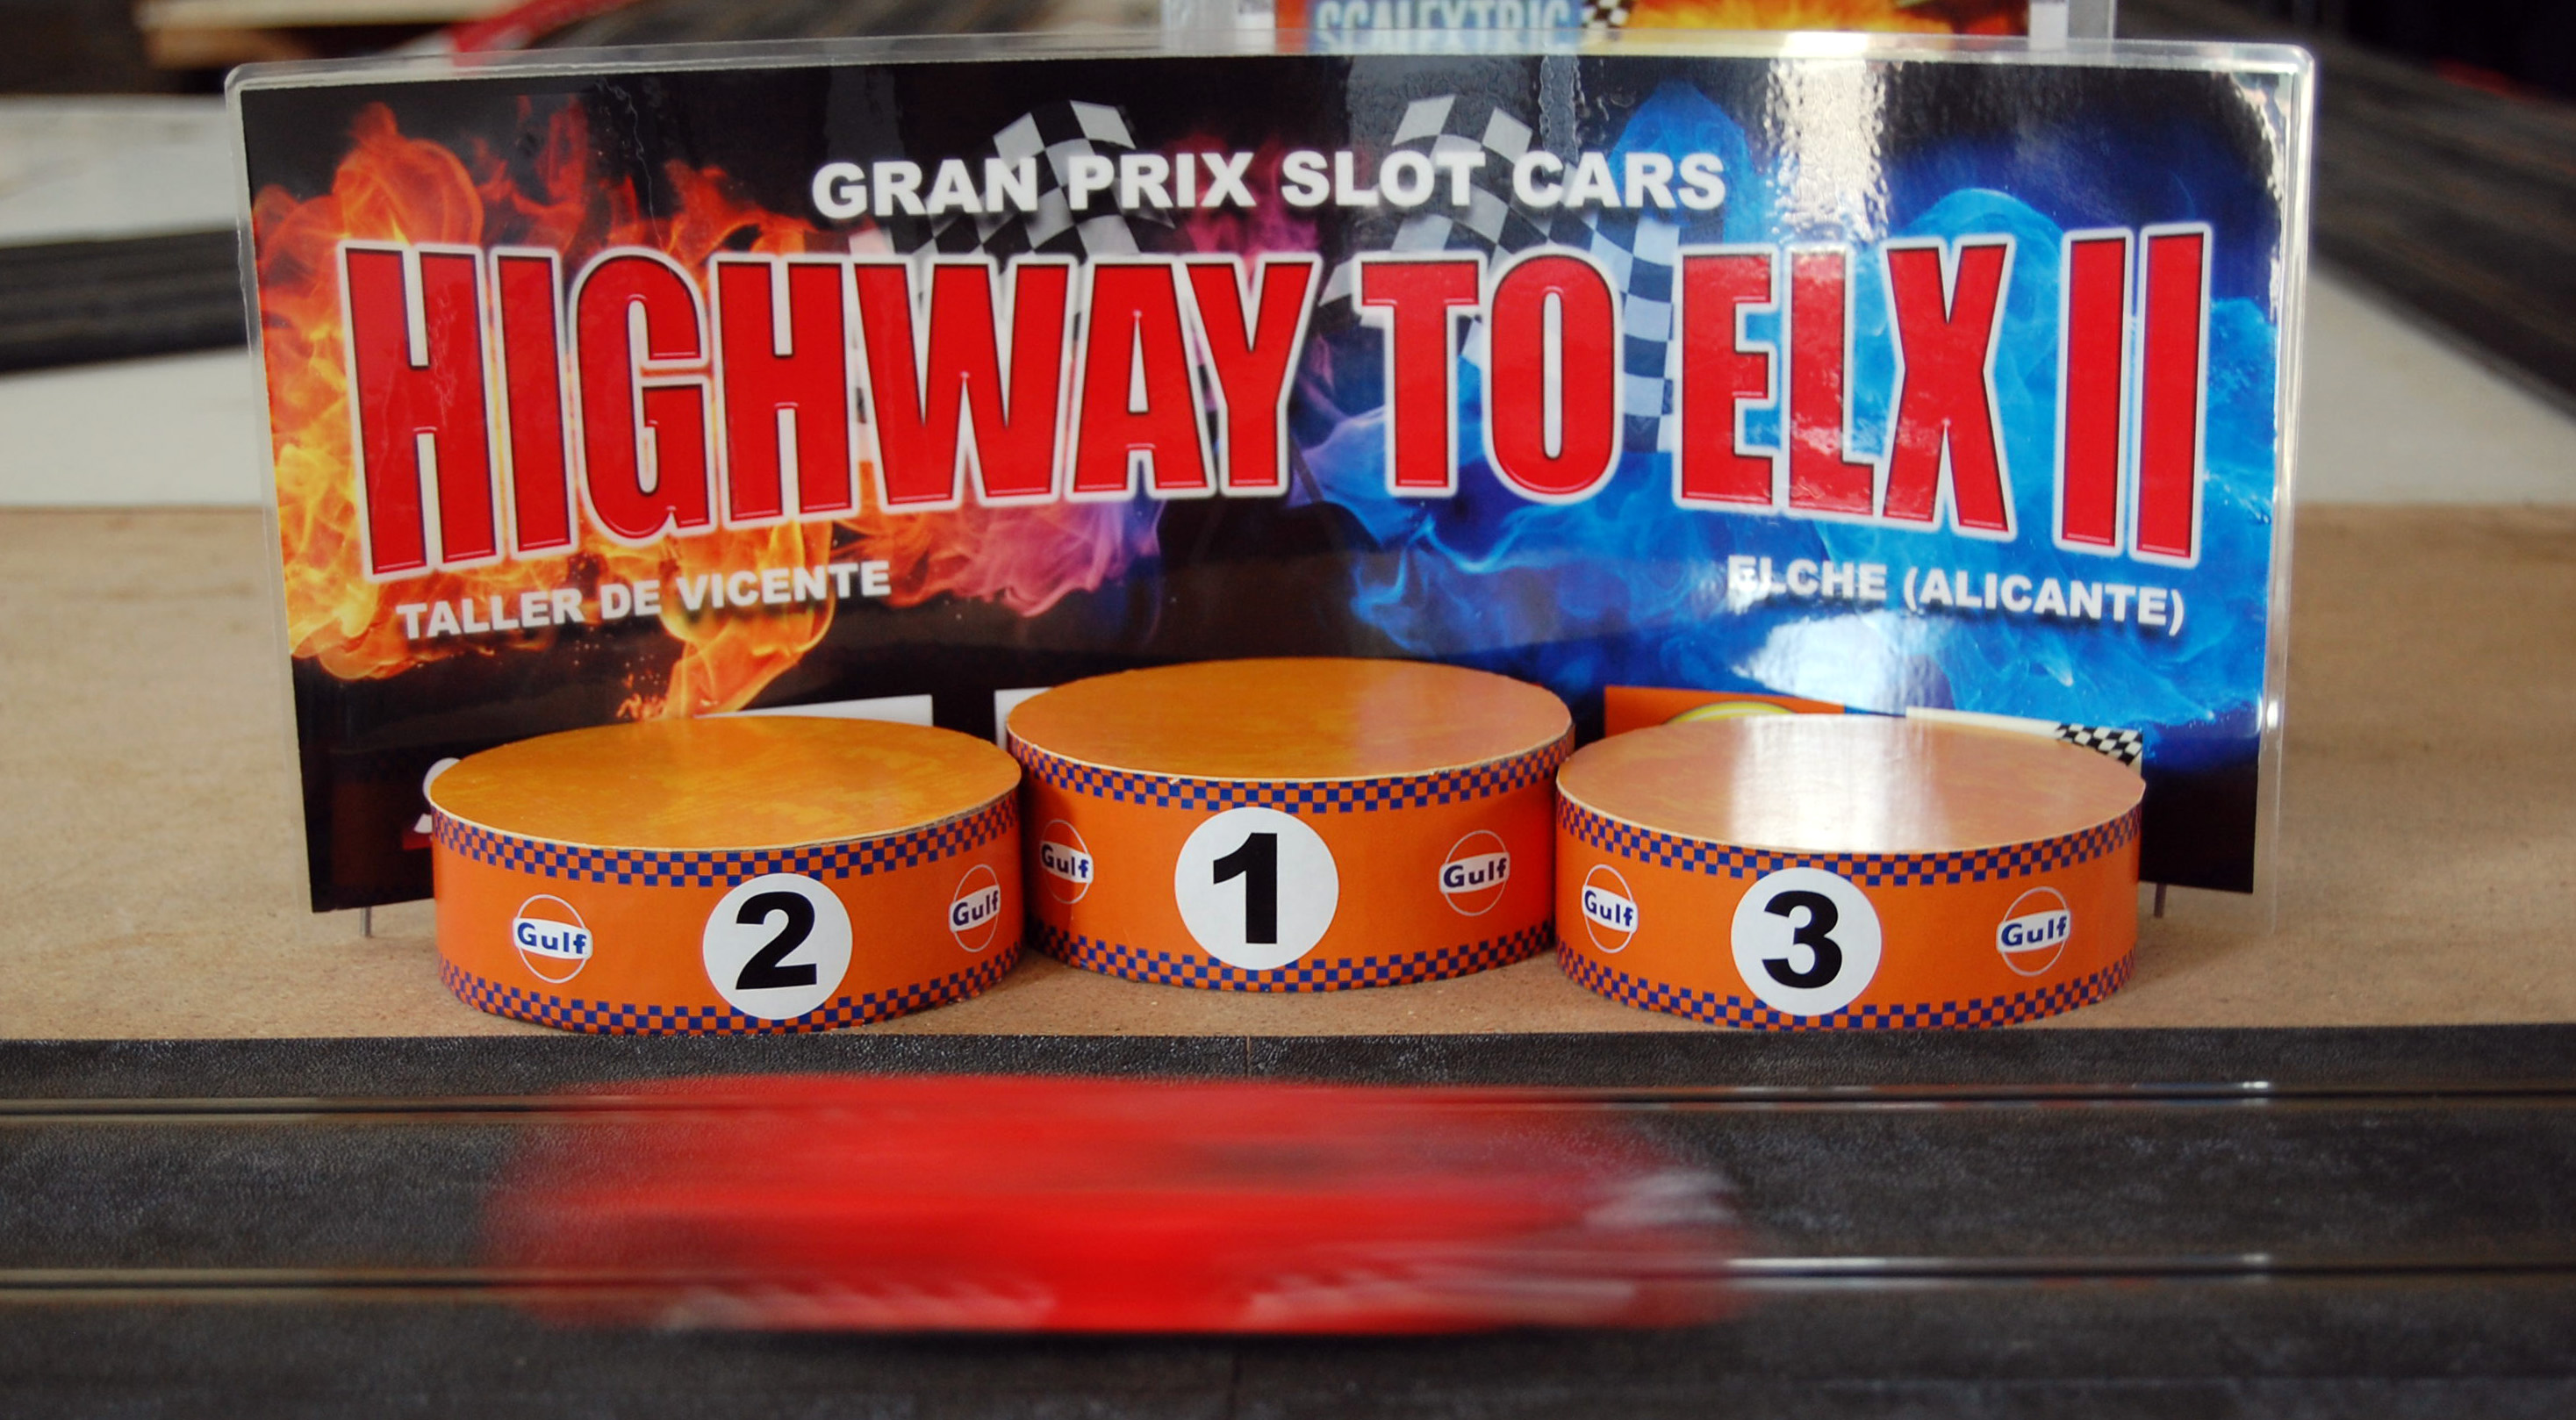 SCALEXTRIC
GRAN PRIX SLOT CARS
HIGHWAY TO ELX II
TALLER DE VICENTE
ELCHE (ALICANTE)
Gulf
2
Gulf
Gulf
1
Gulf
Gulf
3
Gulf